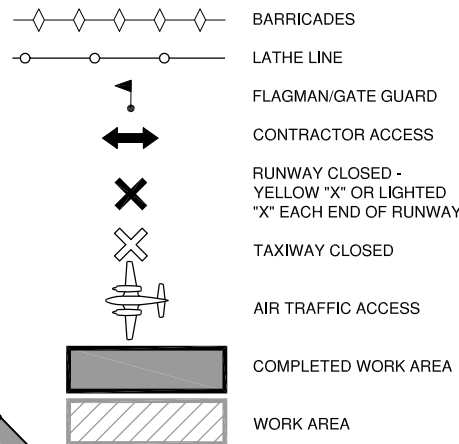 BARRICADES
LATHE LINE
FLAGMAN/GATE GUARD
CONTRACTOR ACCESS
RUNWAY CLOSED -
YELLOW "X" OR LIGHTED
"X" EACH END OF RUNWAY
TAXIWAY CLOSED
AIR TRAFFIC ACCESS
COMPLETED WORK AREA
WORK AREA